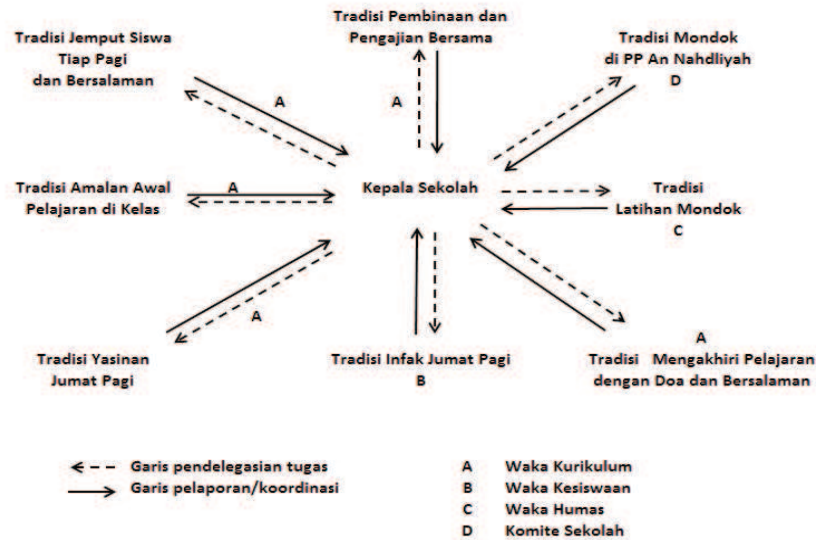 Tradisi Jemput Siswa
Tiap Pagi
dan Bersalaman
Tradisi Pembinaan dan
Pengajian Bersama
Tradisi Mondok
di PP An Nahdliyah
D
A
A
Tradisi Amalan Awal
Pelajaran di Kelas
A
Kepala Sekolah
Tradisi
Latihan Mondok
C
A
Tradisi Yasinan
Jumat Pagi
Tradisi Infak Jumat Pagi
B
A
Tradisi Mengakhiri Pelajaran
dengan Doa dan Bersalaman
Garis pendelegasian tugas
Garis pelaporan/koordinasi
A Waka Kurikulum
B Waka Kesiswaan
C Waka Humas
D Komite Sekolah